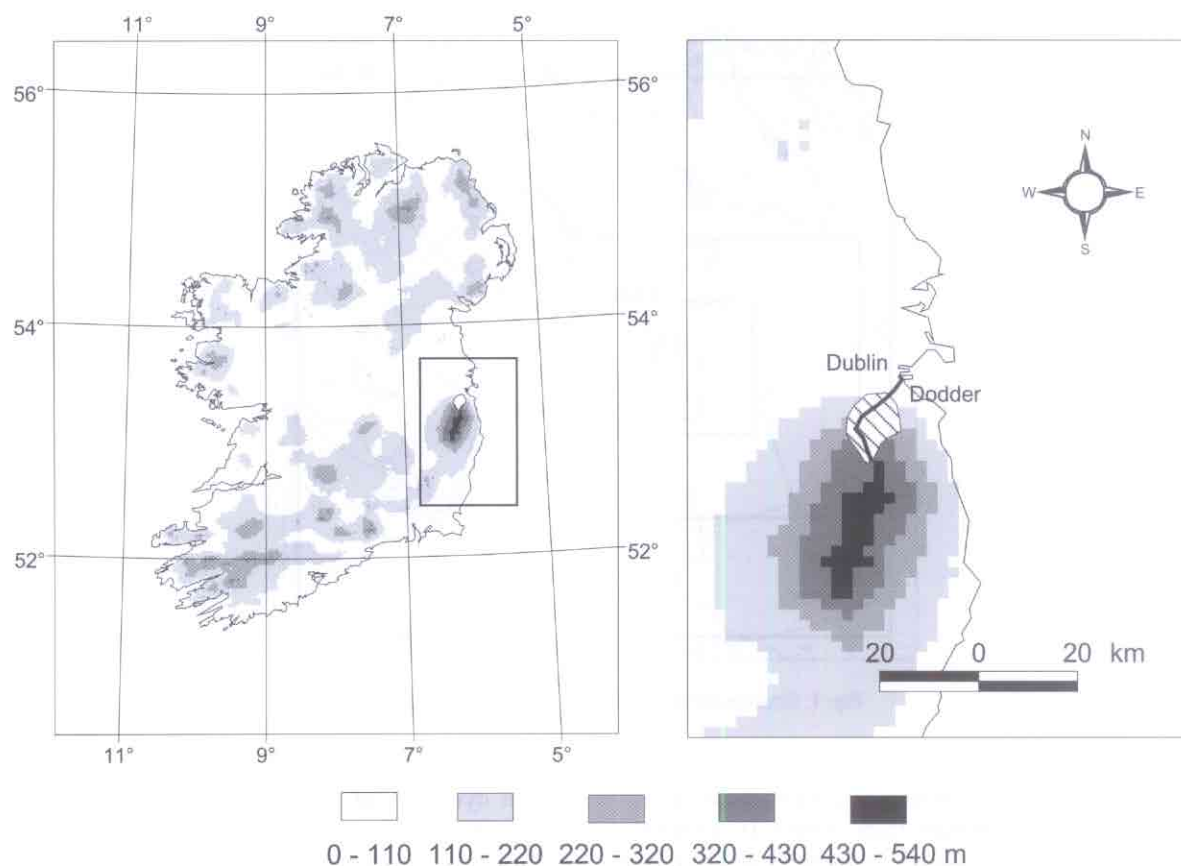 11° 9° 7° 5°
56° 56°
54° 54°
52° 52°
11° 9° 7° 5°
N
W E
S
Dublin
Dodder
20 0 20 km
0 - 110 110 - 220 220 - 320 320 - 430 430 - 540 m